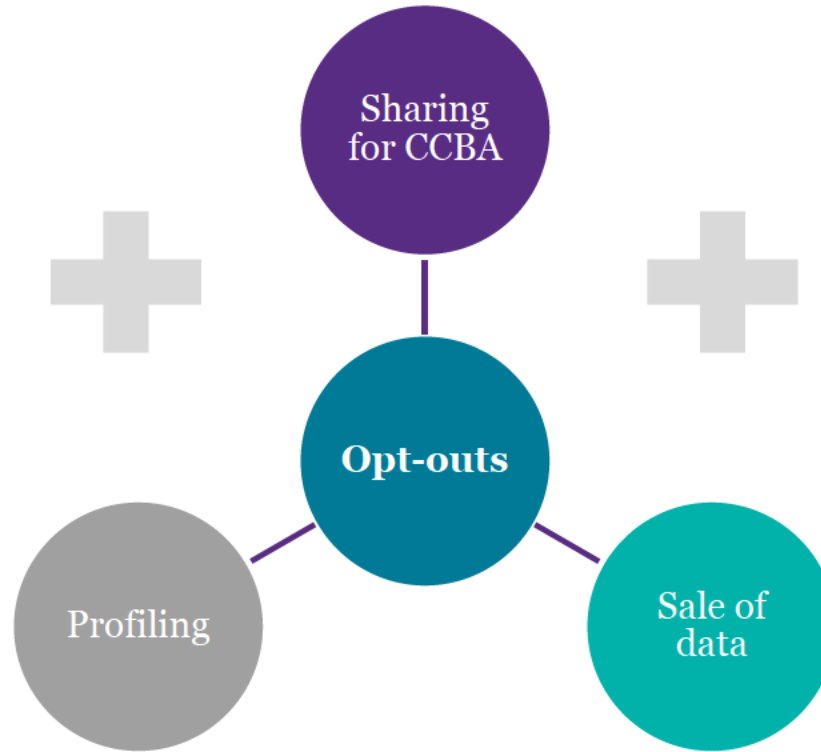 Sharing
for CCBA
Opt-outs
Profiling
Sale of
data